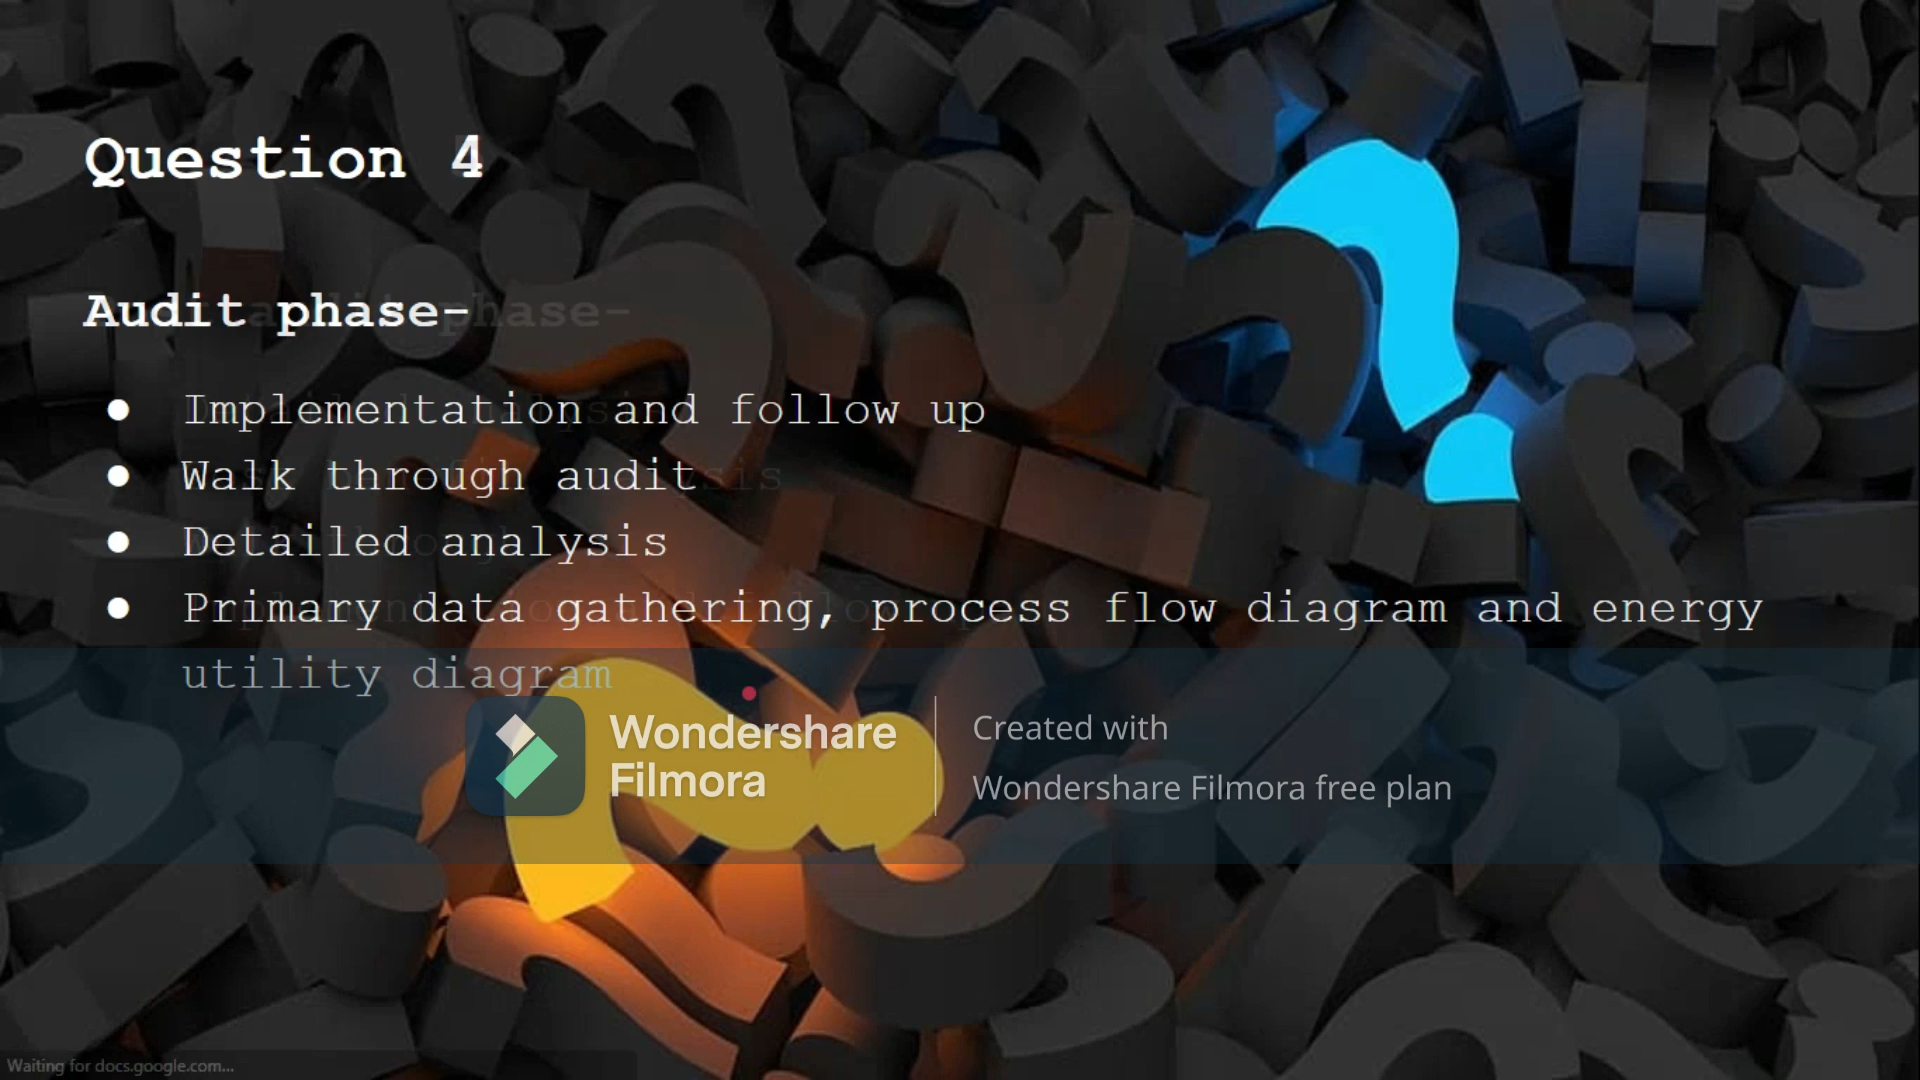 Question 4
Audit phase-
● Implementation and follow up
● Walk through audit
● Detailed analysis
● Primary data gathering, process flow diagram and energy
utility diagram
Wondershare
Filmora
Created with
Wondershare Filmora free plan
Waiting for docs.google.com...